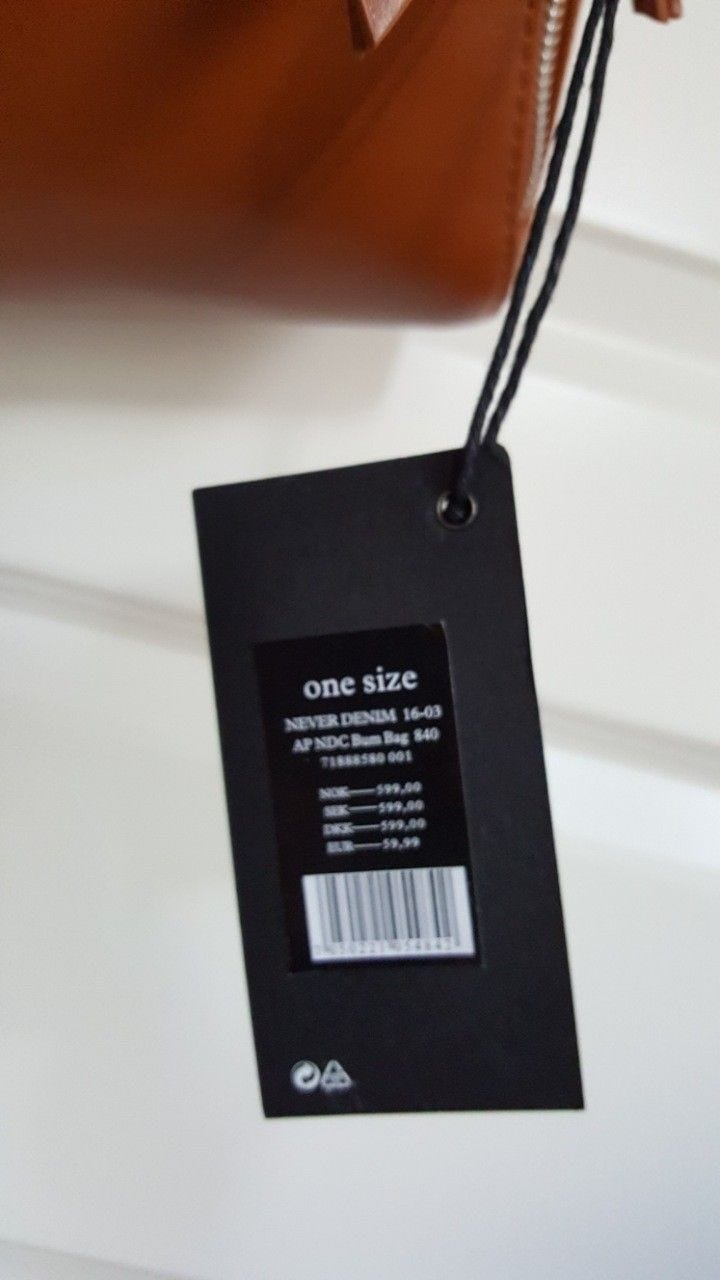 one size
NEVER DENIM 16-03
AP NDC Bum Bag 840
71888580 001
NOK——599,00
SEK——599,00
DKK——599,00
EUR——59,99